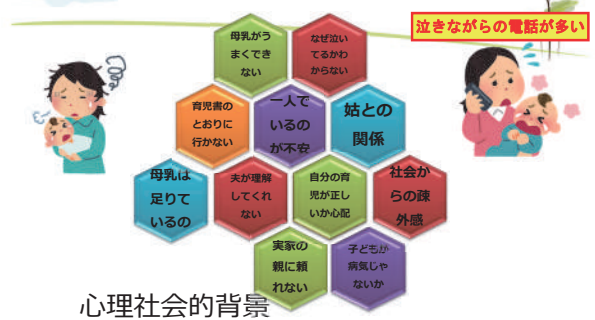 泣きながらの電話が多い
母乳がう
まくでき
ない
なぜ泣い
てるかわ
からない
育児書の
とおりに
行かない
一人で
いるの
が不安
姑との
関係
母乳は
足りて
いるの
夫が理解
してくれ
ない
自分の育
児が正し
いか心配
社会か
らの疎
外感
実家の
親に頼
れない
子どもが
病気じゃ
ないか
心理社会的背景